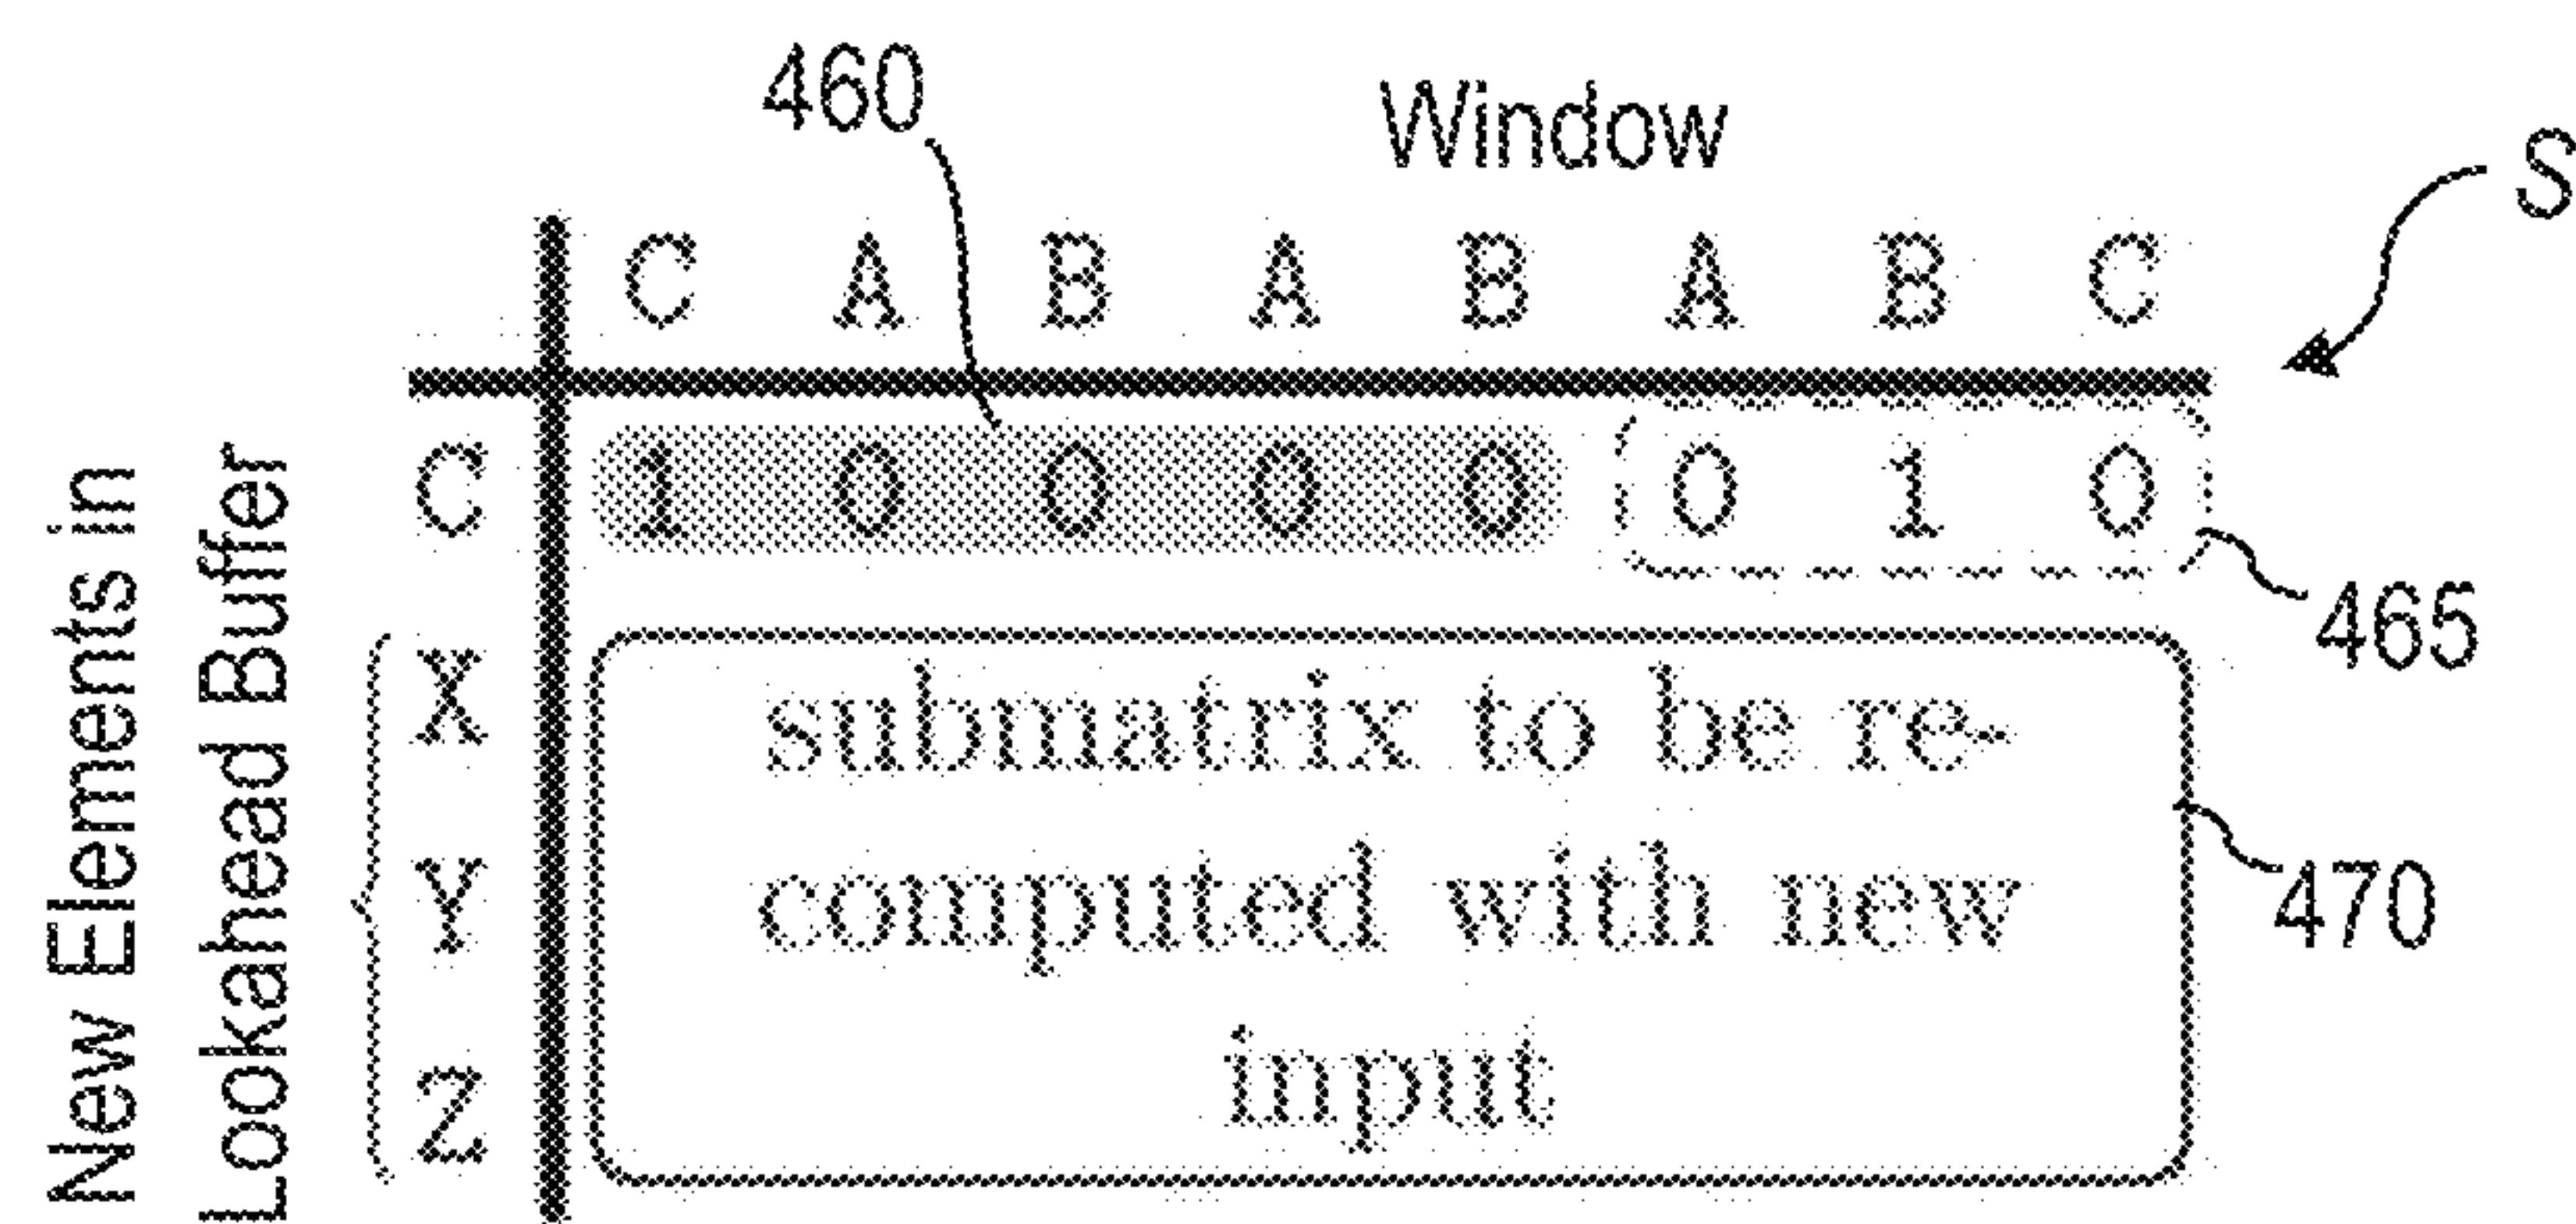 460
Window
S
C A B A B A B C
C 1 0 0 0 0 0 1 0
465
New Elements in
Lookahead Buffer
X
submatrix to be re-
Y
computed with new
470
Z
input